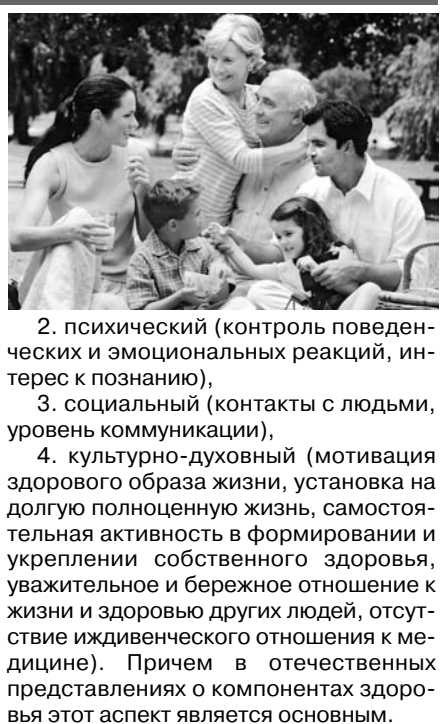 2. психический (контроль поведен-
ческих и эмоциональных реакций, ин-
терес к познанию),
3. социальный (контакты с людьми,
уровень коммуникации),
4. культурно-духовный (мотивация
здорового образа жизни, установка на
долгую полноценную жизнь, самостоя-
тельная активность в формировании и
укреплении собственного здоровья,
уважительное и бережное отношение к
жизни и здоровью других людей, отсут-
ствие иждивенческого отношения к ме-
дицине). Причем в отечественных
представлениях о компонентах здоро-
вья этот аспект является основным.